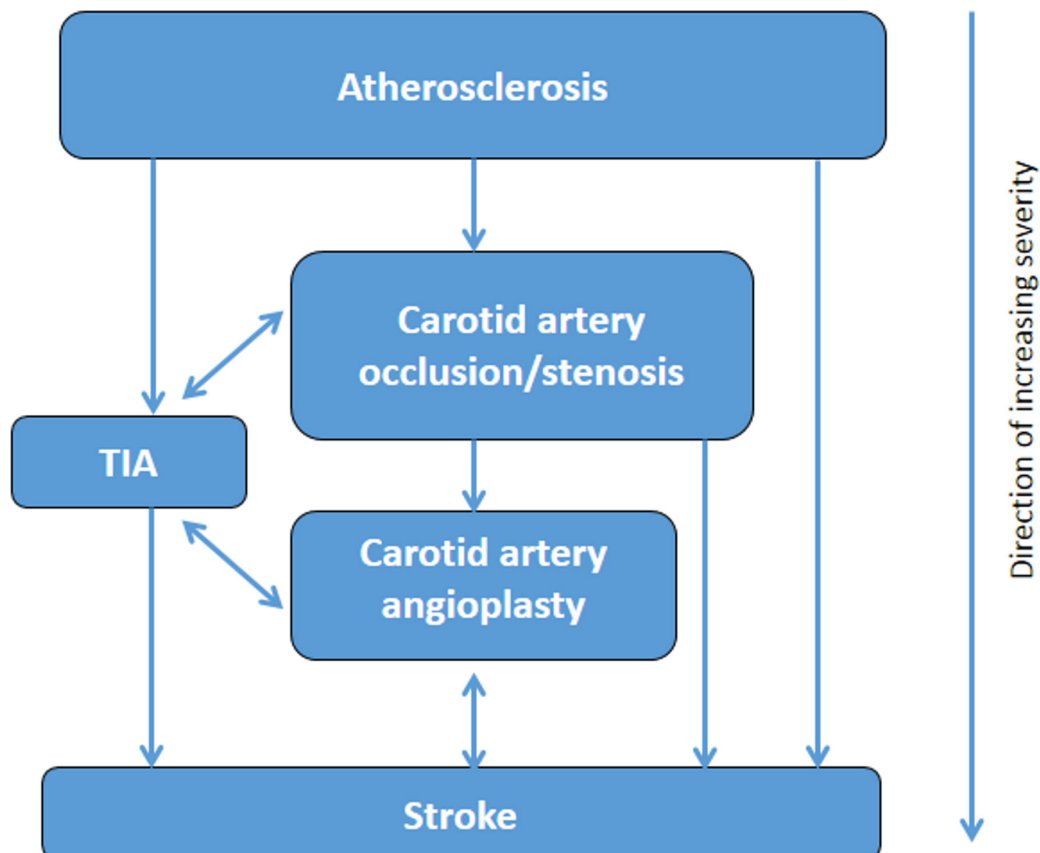 Atherosclerosis
Carotid artery
occlusion/stenosis
TIA
Carotid artery
angioplasty
Stroke
Direction of increasing severity